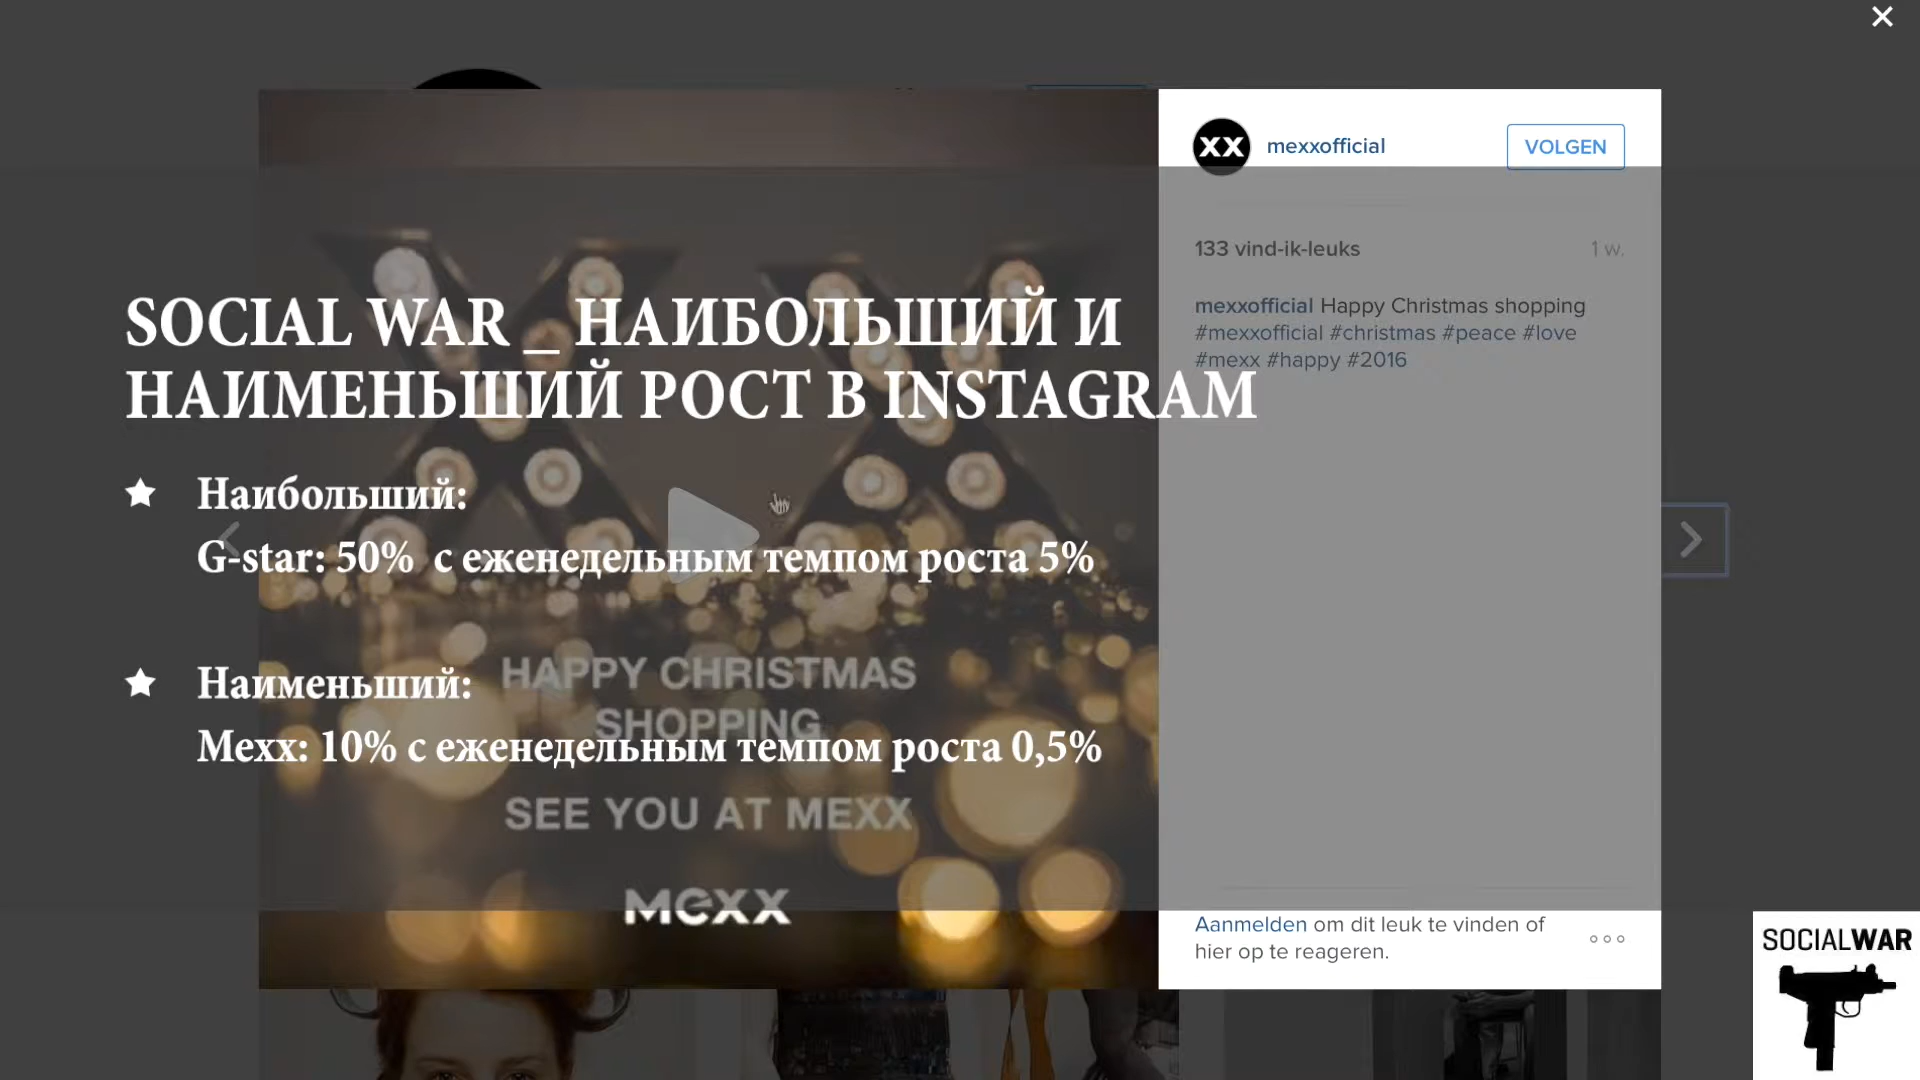 XX
mexxofficial
VOLGEN
133 vind-ik-leuks
1 w.
mexxofficial Happy Christmas shopping
#mexxofficial #christmas #peace #love
#mexx #happy #2016
SOCIAL WAR _ НАИБОЛЬШИЙ И
НАИМЕНЬШИЙ РОСТ В INSTAGRAM
Наибольший:
G-star: 50% с еженедельным темпом роста 5%
Наименьший:
Mexx: 10% с еженедельным темпом роста 0,5%
HAPPY CHRISTMAS
SHOPPING
SEE YOU AT MEXX
mexx
Aanmelden om dit leuk te vinden of
hier op te reageren.
SOCIALWAR